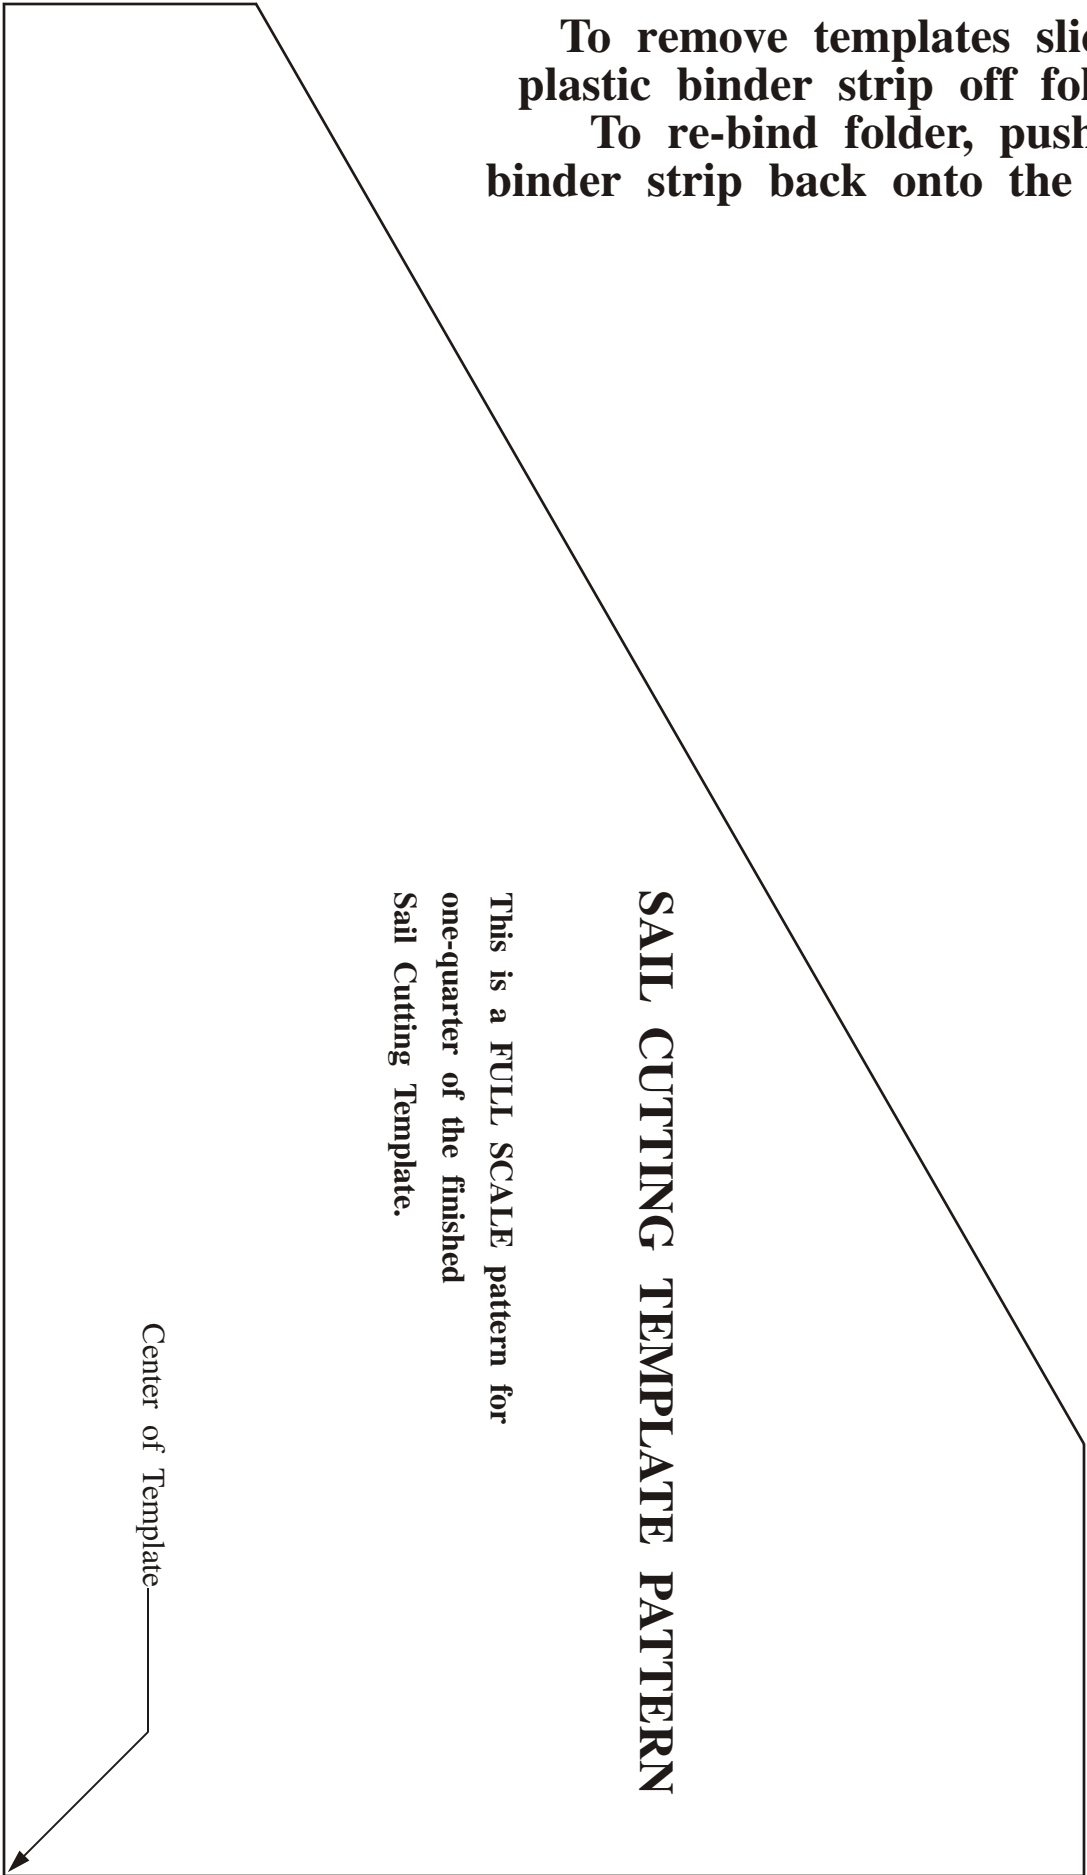 To remove templates
plastic binder strip off
To re-bind folder, push
binder strip back onto the
SAIL CUTTING TEMPLATE PATTERN
This is a FULL SCALE pattern for
one-quarter of the finished
Sail Cutting Template.
Center of Template